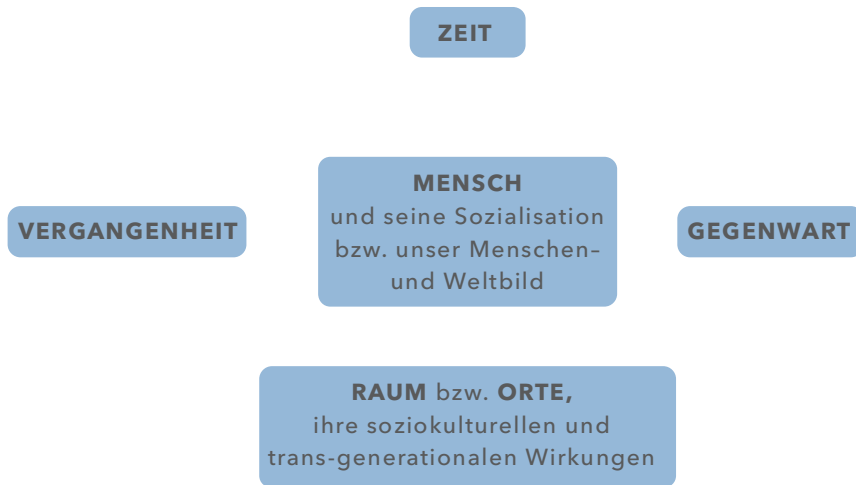 ZEIT
MENSCH
und seine Sozialisation
bzw. unser Menschen–
und Weltbild
VERGANGENHEIT
GEGENWART
RAUM bzw. ORTE,
ihre soziokulturellen und
trans-generationalen Wirkungen